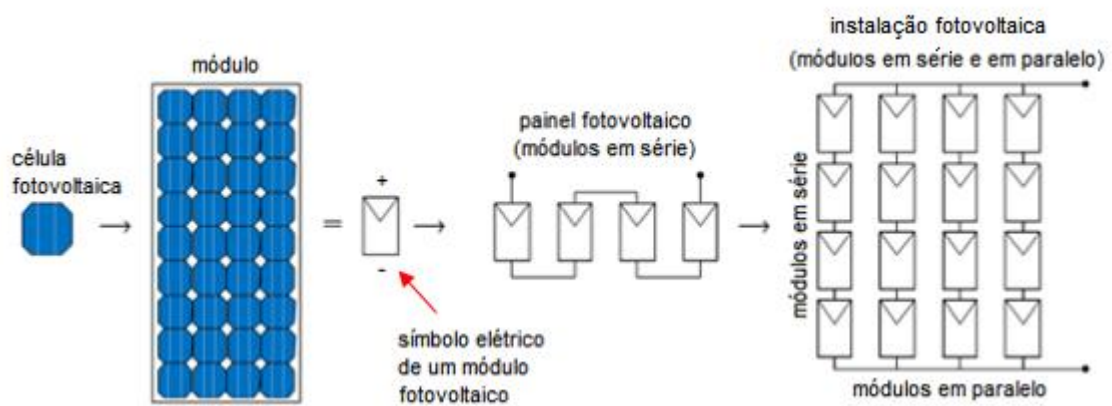 célula
fotovoltaica
módulo
=
+
-
símbolo elétrico
de um módulo
fotovoltaico
painel fotovoltaico
(módulos em série)
instalação fotovoltaica
(módulos em série e em paralelo)
módulos em série
módulos em paralelo